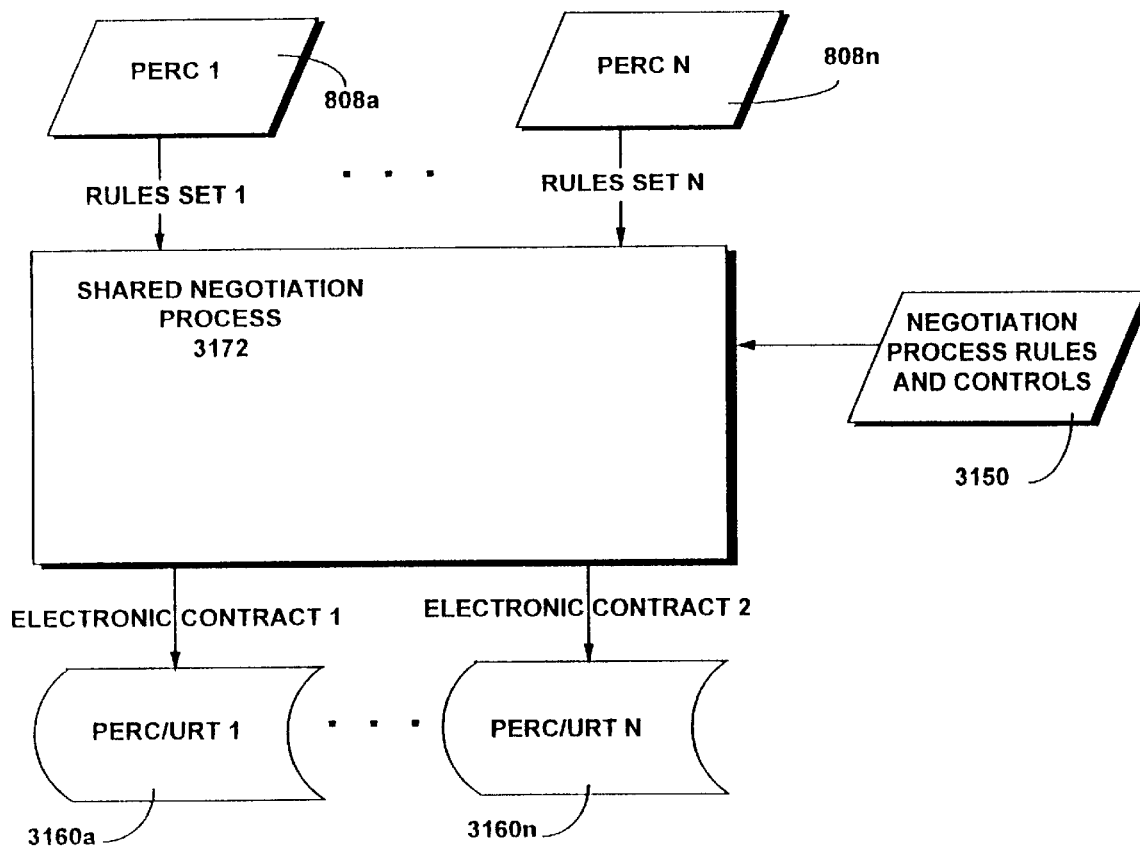 PERC 1
808a
PERC N
808n
RULES SET 1
RULES SET N
SHARED NEGOTIATION
PROCESS
3172
NEGOTIATION
PROCESS RULES
AND CONTROLS
3150
ELECTRONIC CONTRACT 1
ELECTRONIC CONTRACT 2
PERC/URT 1
PERC/URT N
3160a
3160n